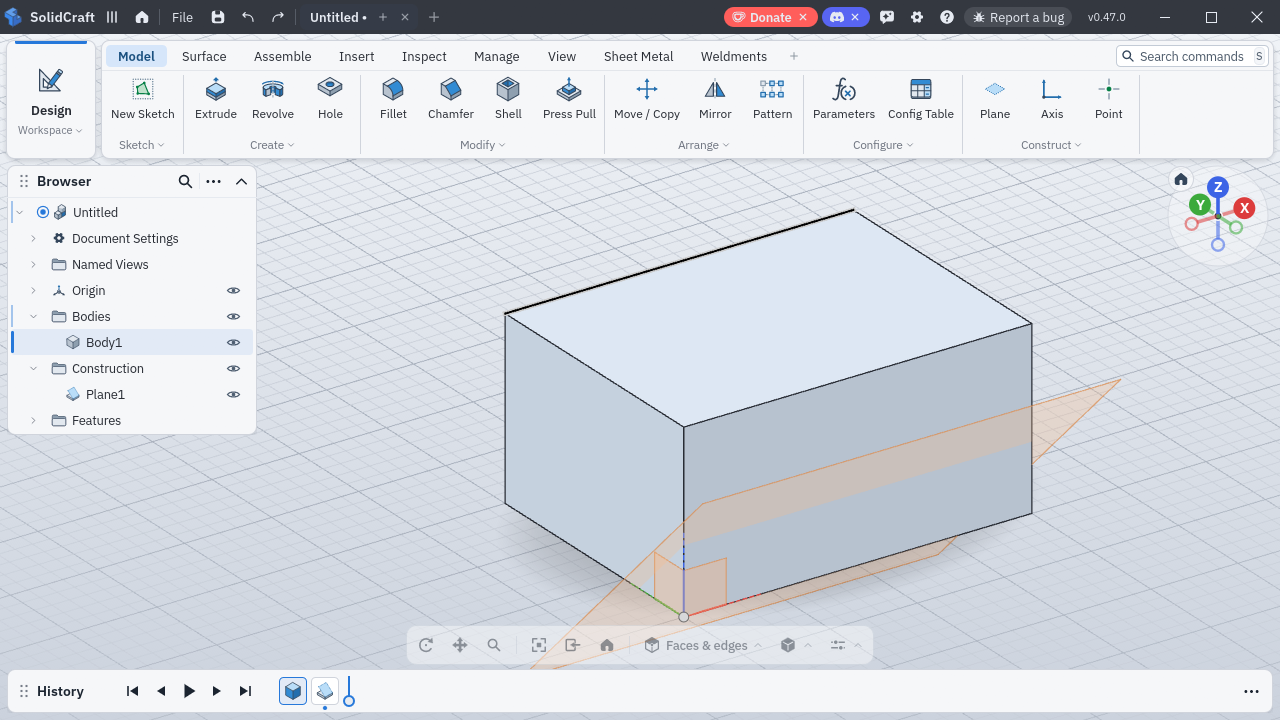 SolidCraft
File
Untitled •
Donate
Report a bug
v0.47.0
Design
Workspace
Model
Surface
Assemble
Insert
Inspect
Manage
View
Sheet Metal
Weldments
Search commands
S
New Sketch
Extrude
Revolve
Hole
Fillet
Chamfer
Shell
Press Pull
Move / Copy
Mirror
Pattern
Parameters
Config Table
Plane
Axis
Point
Sketch
Create
Modify
Arrange
Configure
Construct
Browser
Untitled
Document Settings
Named Views
Origin
Bodies
Body1
Construction
Plane1
Features
Z
Y
X
Faces & edges
History